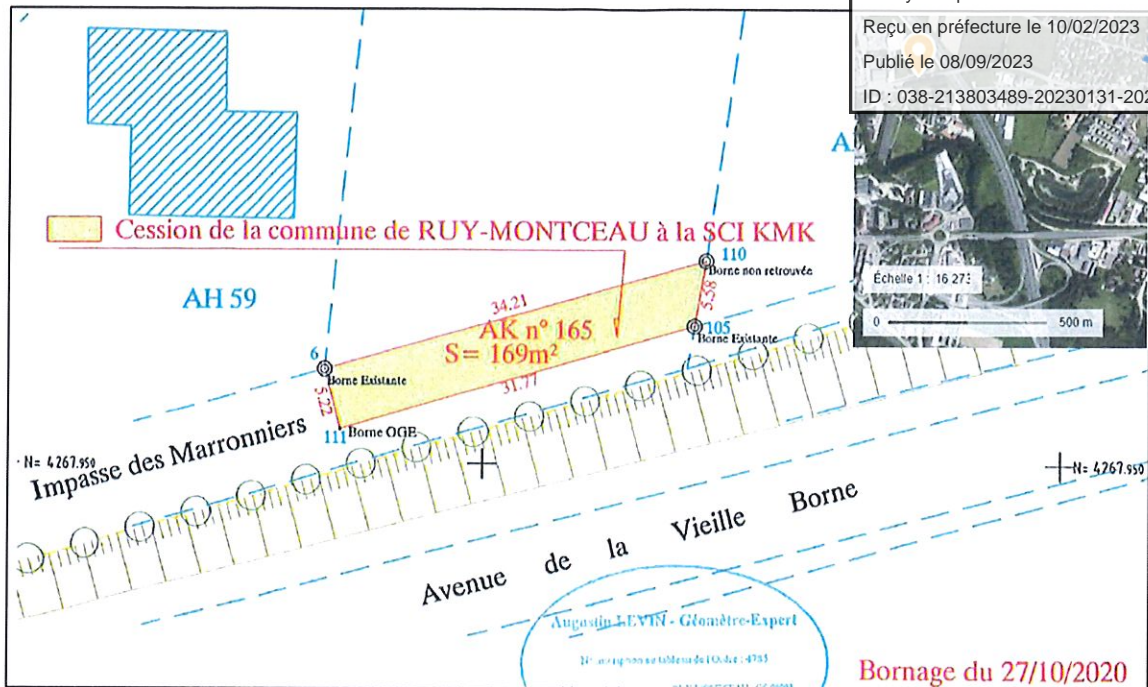 Reçu en préfecture le 10/02/2023
Publié le 08/09/2023
ID : 038-213803489-20230131-202
Cession de la commune de RUY-MONTCEAU à la SCI KMK
Échelle 1 : 16 273
0 500 m
AH 59
110
Borne non retrouvée
34.21
5.58
AK n° 165
S= 169m²
105
Borne Existante
6
Borne Existante
31.77
5.22
111 Borne OGE
Impasse des Marronniers
N= 4267.950
N= 4267.950
Avenue de la Vieille Borne
Augustin LEVIN - Géomètre-Expert
Bornage du 27/10/2020